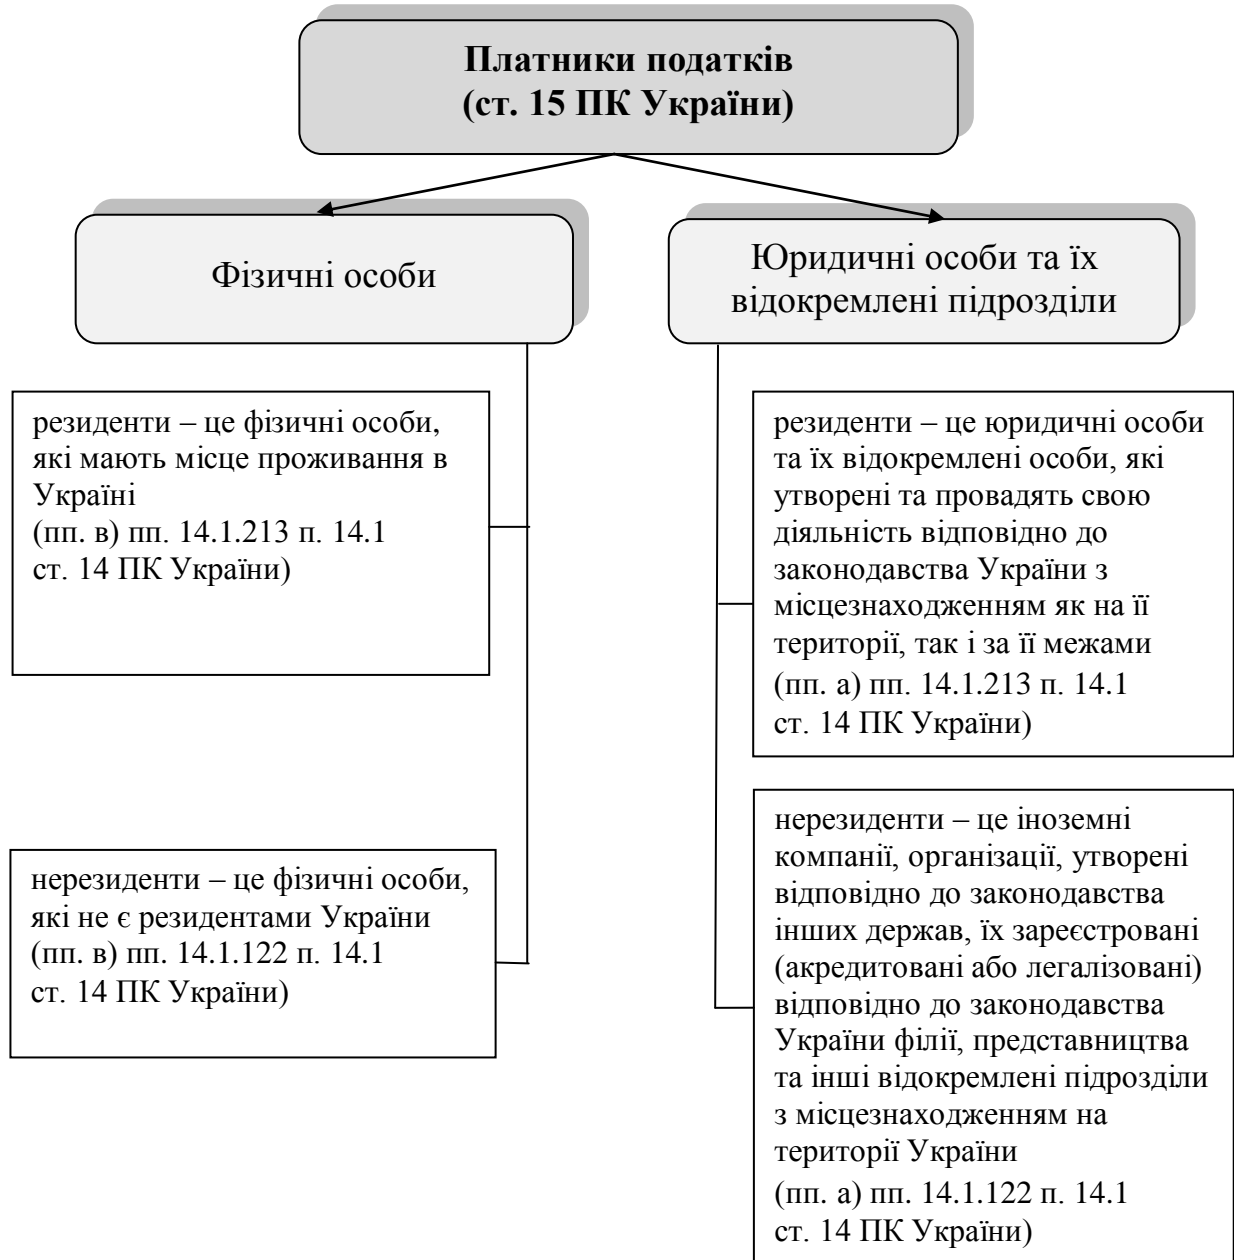 Платники податків
(ст. 15 ПК України)
Фізичні особи
Юридичні особи та їх
відокремлені підрозділи
резиденти – це фізичні особи,
які мають місце проживання в
Україні
(пп. в) пп. 14.1.213 п. 14.1
ст. 14 ПК України)
нерезиденти – це фізичні особи,
які не є резидентами України
(пп. в) пп. 14.1.122 п. 14.1
ст. 14 ПК України)
резиденти – це юридичні особи
та їх відокремлені особи, які
утворені та провадять свою
діяльність відповідно до
законодавства України з
місцезнаходженням як на її
території, так і за її межами
(пп. а) пп. 14.1.213 п. 14.1
ст. 14 ПК України)
нерезиденти – це іноземні
компанії, організації, утворені
відповідно до законодавства
інших держав, їх зареєстровані
(акредитовані або легалізовані)
відповідно до законодавства
України філії, представництва
та інші відокремлені підрозділи
з місцезнаходженням на
території України
(пп. а) пп. 14.1.122 п. 14.1
ст. 14 ПК України)